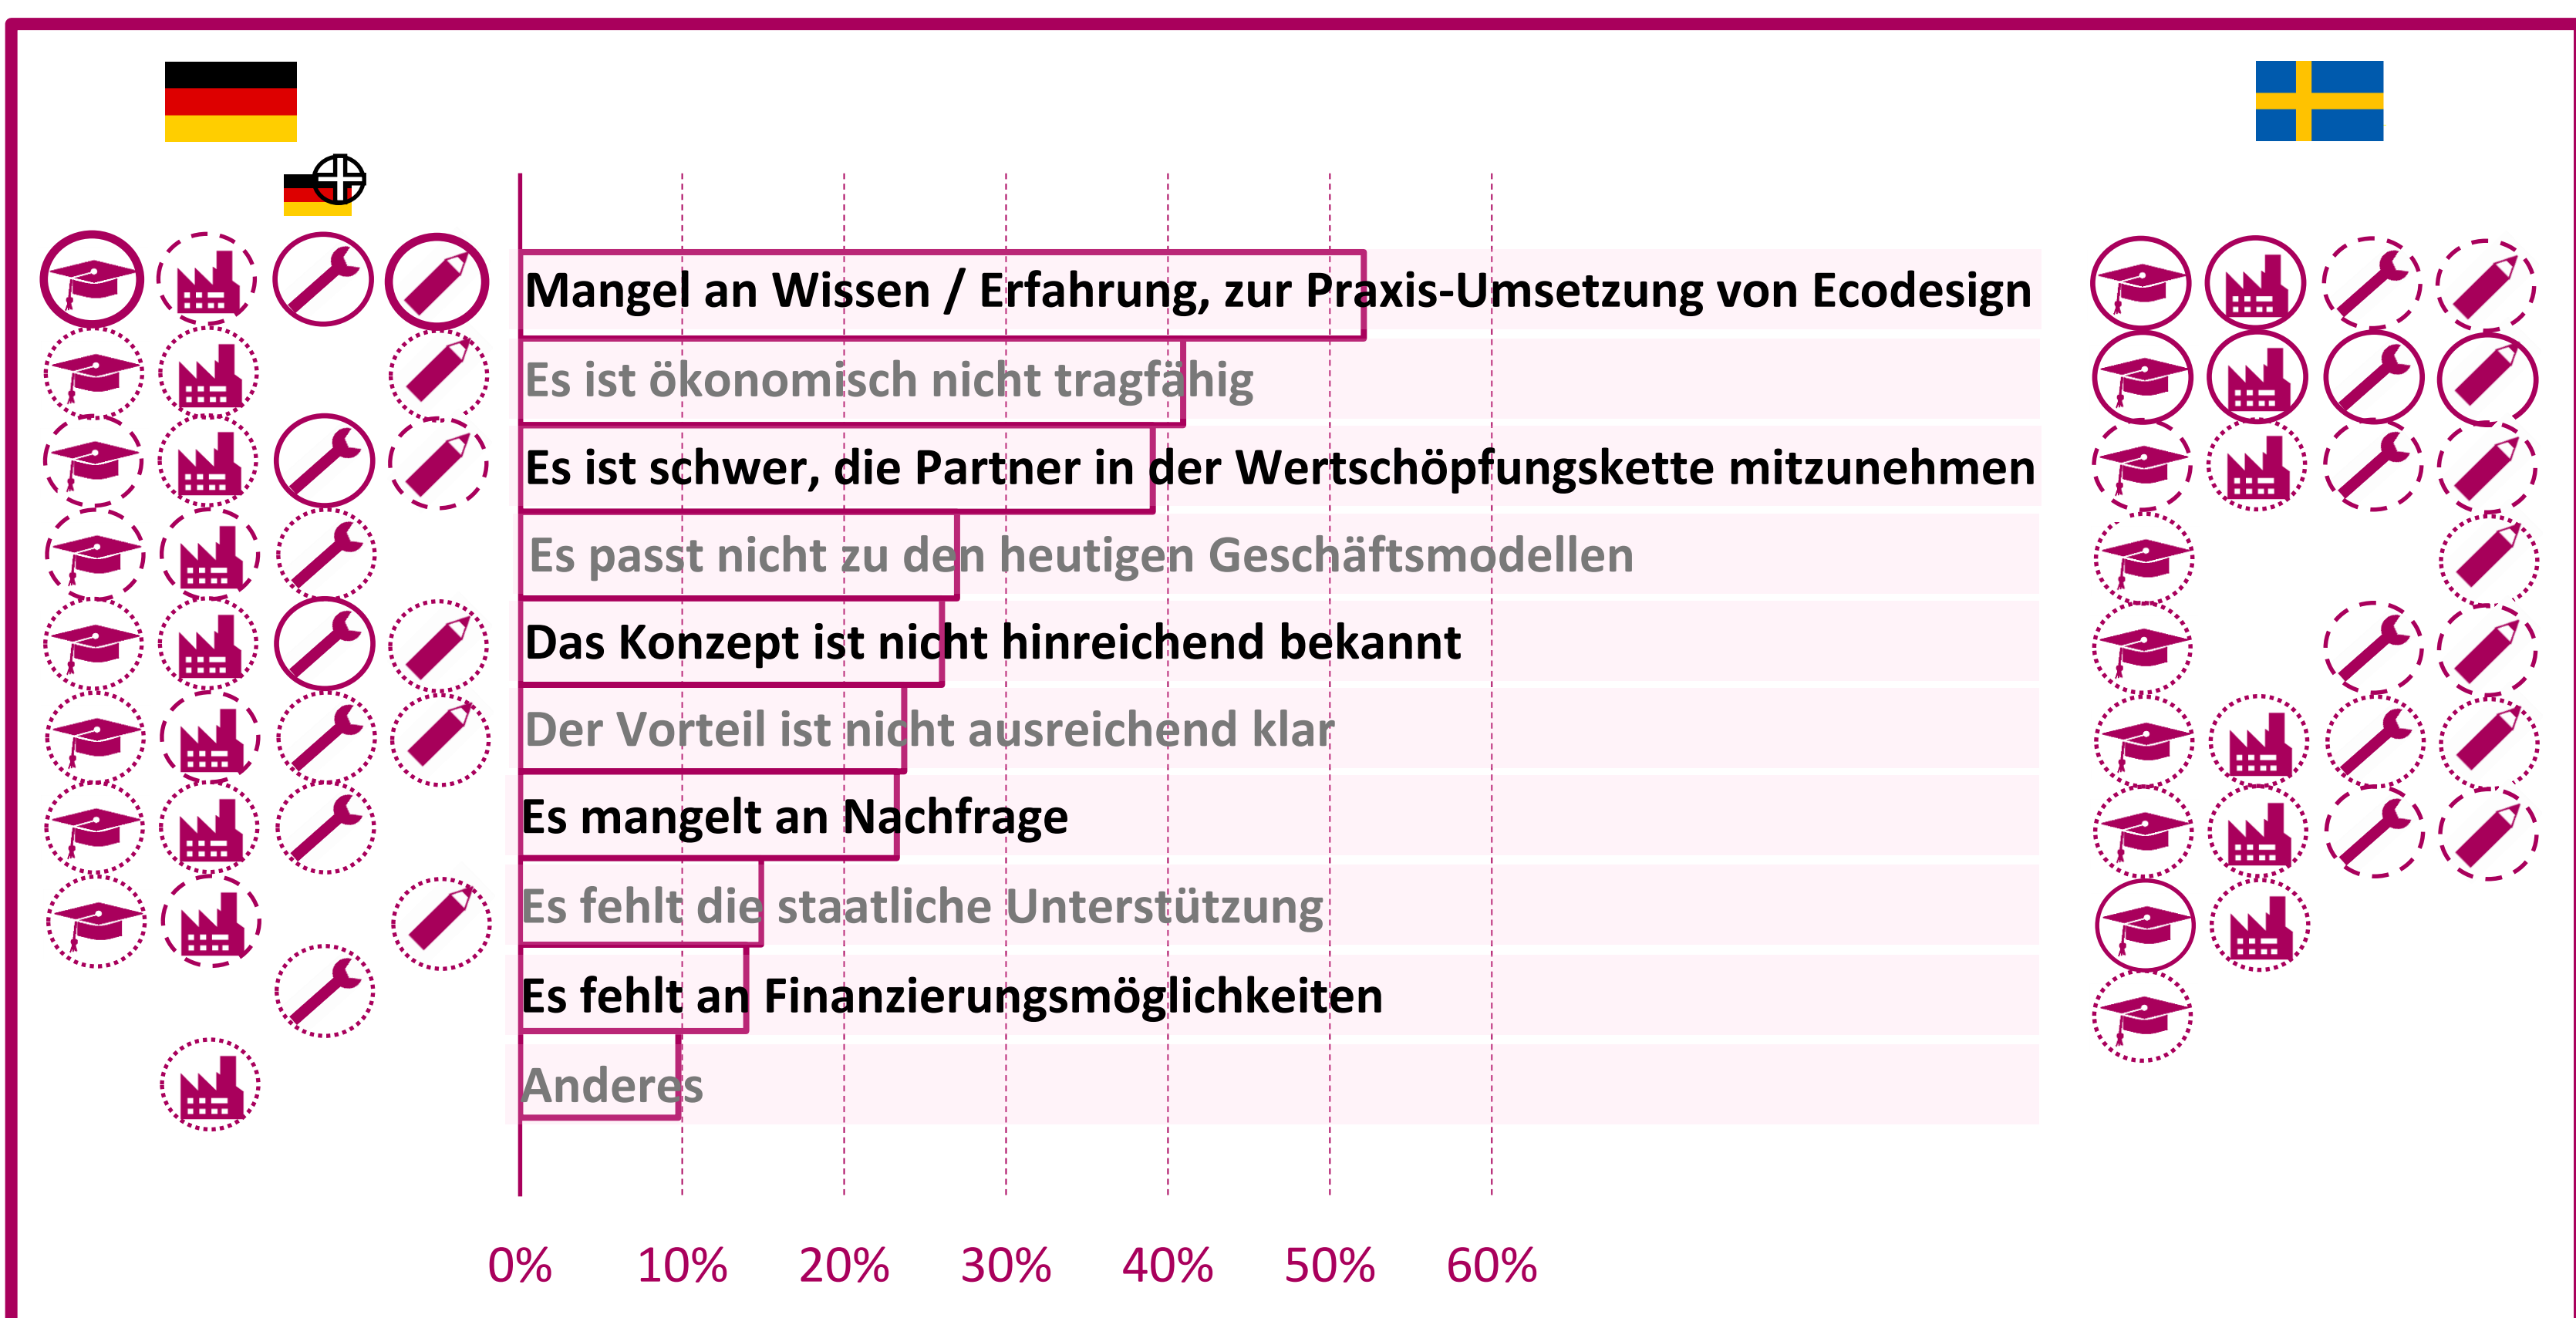 Mangel an Wissen / Erfahrung, zur Praxis-Umsetzung von Ecodesign
Es ist ökonomisch nicht tragfähig
Es ist schwer, die Partner in der Wertschöpfungskette mitzunehmen
Es passt nicht zu den heutigen Geschäftsmodellen
Das Konzept ist nicht hinreichend bekannt
Der Vorteil ist nicht ausreichend klar
Es mangelt an Nachfrage
Es fehlt die staatliche Unterstützung
Es fehlt an Finanzierungsmöglichkeiten
Anderes
0% 10% 20% 30% 40% 50% 60%